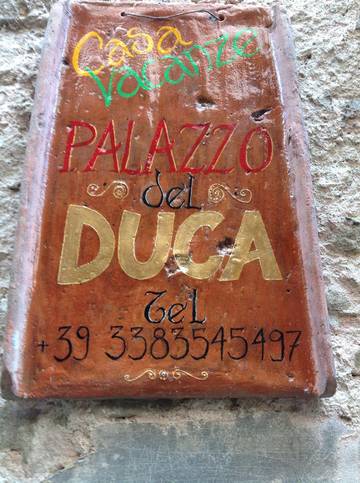 Casa
Vacanze
PALAZZO
del
DUCA
Tel
+39 3383545497